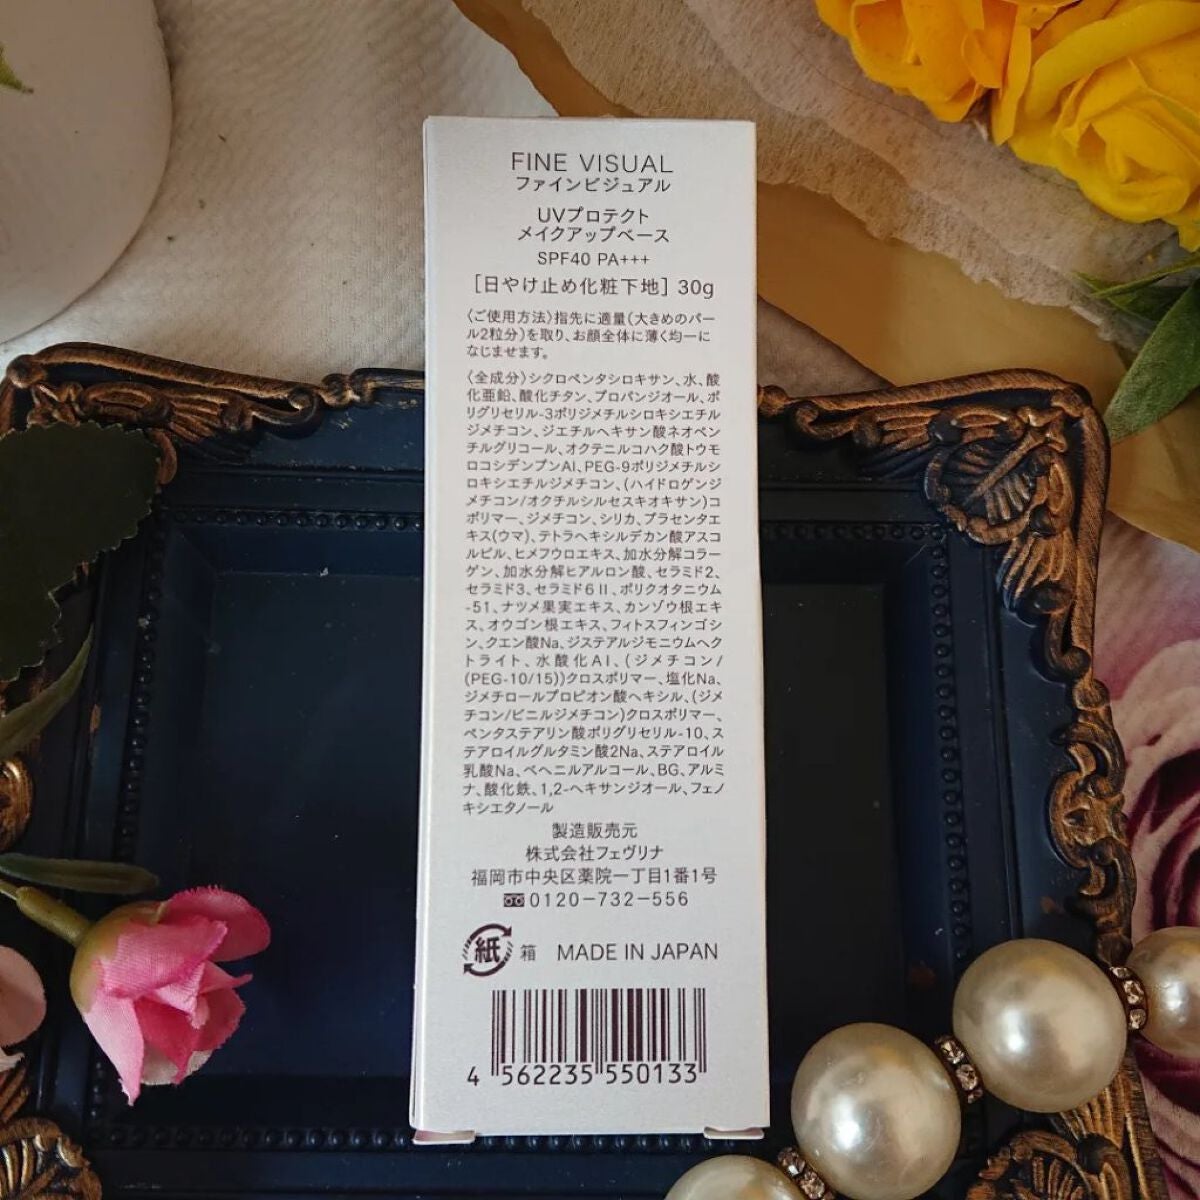 FINE VISUAL
ファインビジュアル
UVプロテクト
メイクアップベース
SPF40 PA+++
［日やけ止め化粧下地］30g
〈ご使用方法〉指先に適量（大きめのパー
ル2粒分）を取り、お顔全体に薄く均一に
なじませます。
〈全成分〉シクロペンタシロキサン、水、酸
化亜鉛、酸化チタン、プロパンジオール、ポ
リグリセリル-3ポリジメチルシロキシエチル
ジメチコン、ジエチルヘキサン酸ネオペン
チルグリコール、オクテニルコハク酸トウモ
ロコシデンプンAl、PEG-9ポリジメチルシ
ロキシエチルジメチコン、(ハイドロゲンジ
メチコン/オクチルシルセスキオキサン)コ
ポリマー、ジメチコン、シリカ、プラセンタエ
キス(ウマ)、テトラヘキシルデカン酸アスコ
ルビル、ヒメフウロエキス、加水分解コラー
ゲン、加水分解ヒアルロン酸、セラミド2、
セラミド3、セラミド6Ⅱ、ポリクオタニウム
-51、ナツメ果実エキス、カンゾウ根エキ
ス、オウゴン根エキス、フィトスフィンゴシ
ン、クエン酸Na、ジステアルジモニウムヘク
トライト、水酸化Al、(ジメチコン/
(PEG-10/15))クロスポリマー、塩化Na、
ジメチロールプロピオン酸ヘキシル、(ジメ
チコン/ビニルジメチコン)クロスポリマー、
ペンタステアリン酸ポリグリセリル-10、ス
テアロイルグルタミン酸2Na、ステアロイル
乳酸Na、ベヘニルアルコール、BG、アルミ
ナ、酸化鉄、1,2-ヘキサンジオール、フェノ
キシエタノール
製造販売元
株式会社フェヴリナ
福岡市中央区薬院一丁目1番1号
0120-732-556
紙 箱 MADE IN JAPAN
4 562235 550133